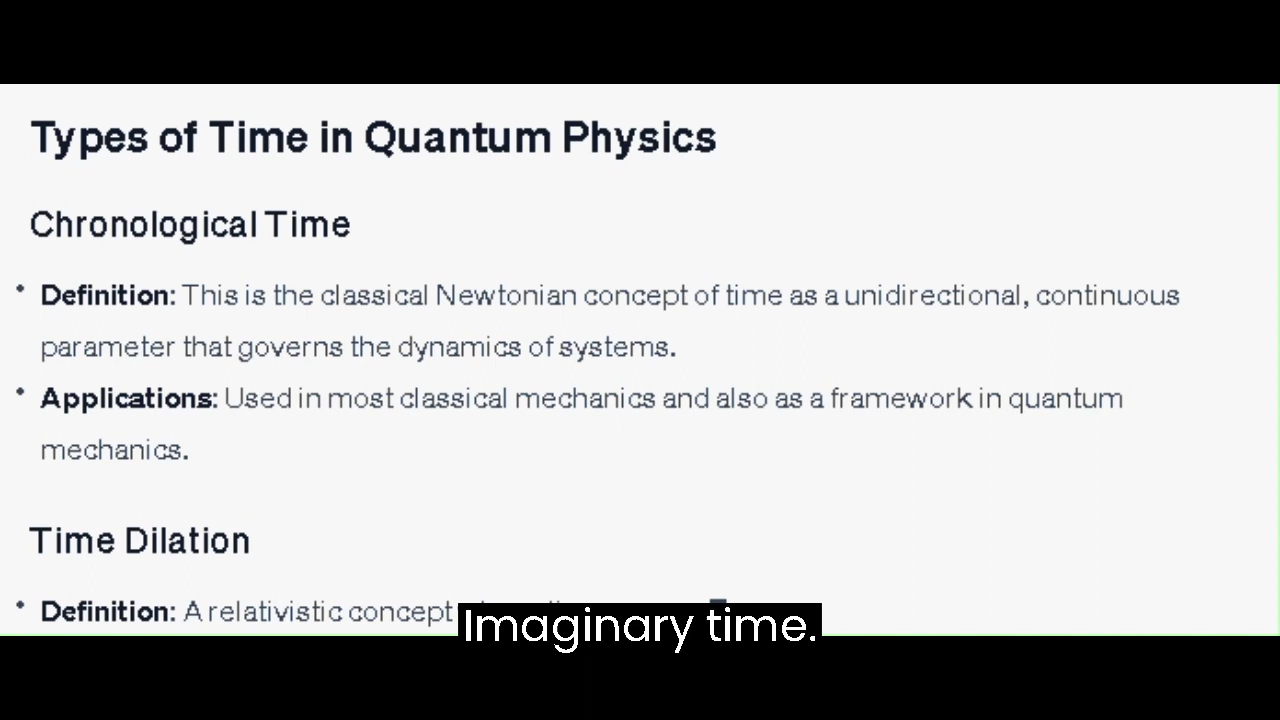 Types of Time in Quantum Physics
Chronological Time
• Definition: This is the classical Newtonian concept of time as a unidirectional, continuous
parameter that governs the dynamics of systems.
• Applications: Used in most classical mechanics and also as a framework in quantum
mechanics.
Time Dilation
• Definition: A relativistic concept
Imaginary time.